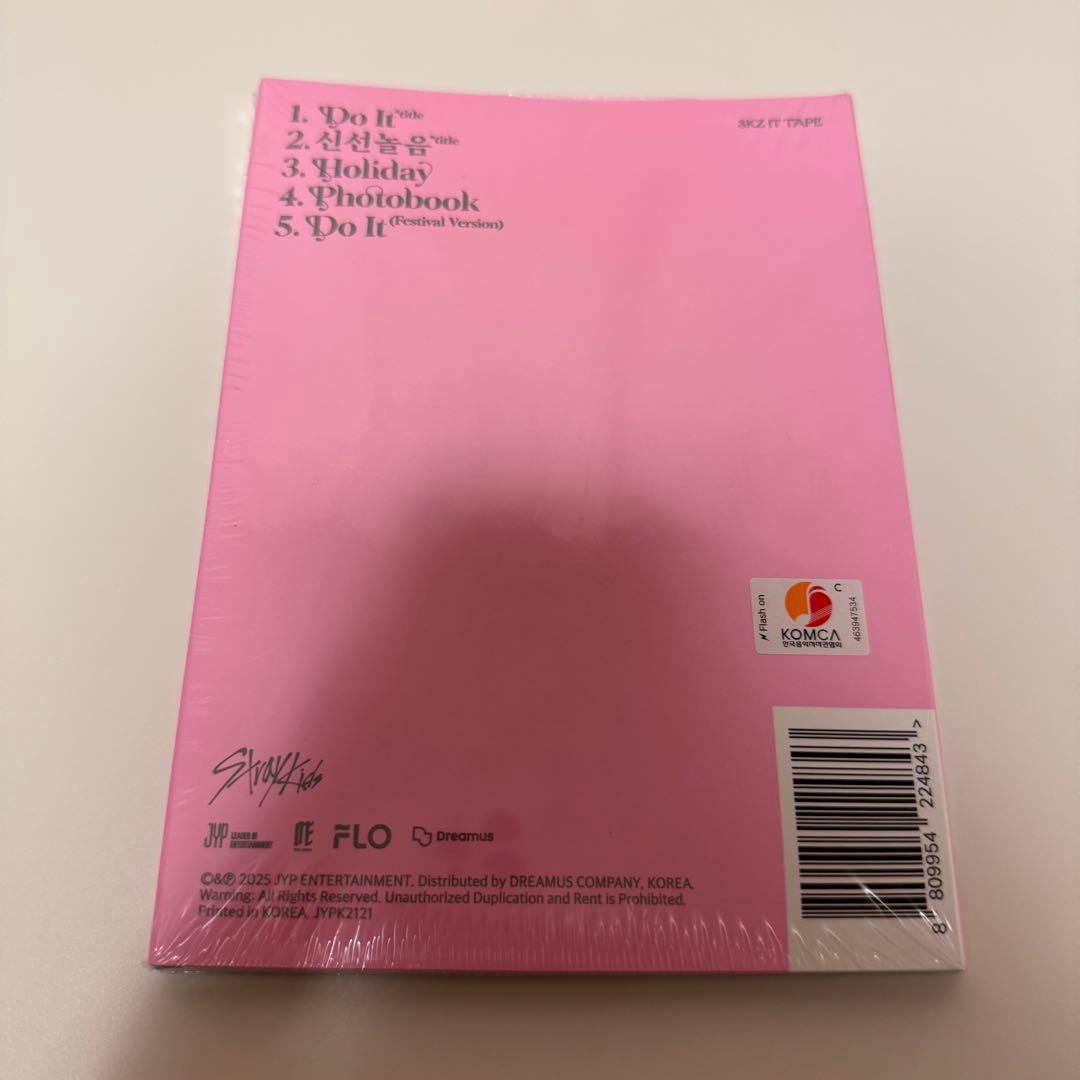 1. Do It *title
2. 신선놀음 *title
3. Holiday
4. Photobook
5. Do It (Festival Version)
SKZ IT TAPE
Flash on
C
KOMCA
한국음악저작권협회
463947534
Stray Kids
JYP LEADER IN ENTERTAINMENT
FLO
Dreamus
©&℗ 2025 JYP ENTERTAINMENT. Distributed by DREAMUS COMPANY, KOREA.
Warning: All Rights Reserved. Unauthorized Duplication and Rent is Prohibited.
Printed in KOREA. JYPK2121
8 809954 224843 >